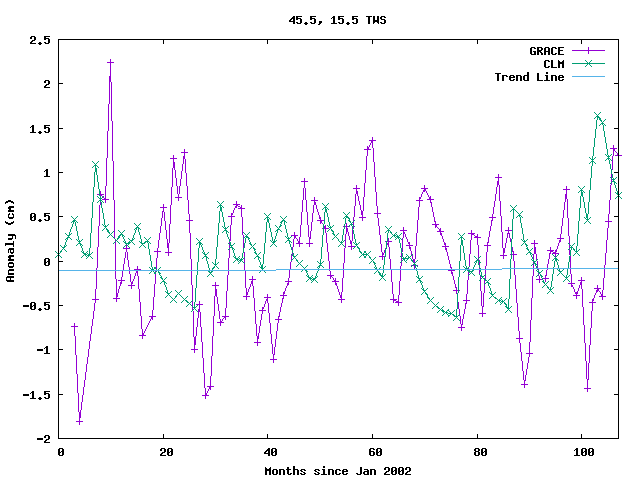 45.5, 15.5 TWS
GRACE
CLM
Trend Line
2.5
2
1.5
1
0.5
0
-0.5
-1
-1.5
-2
Anomaly (cm)
0 20 40 60 80 100
Months since Jan 2002